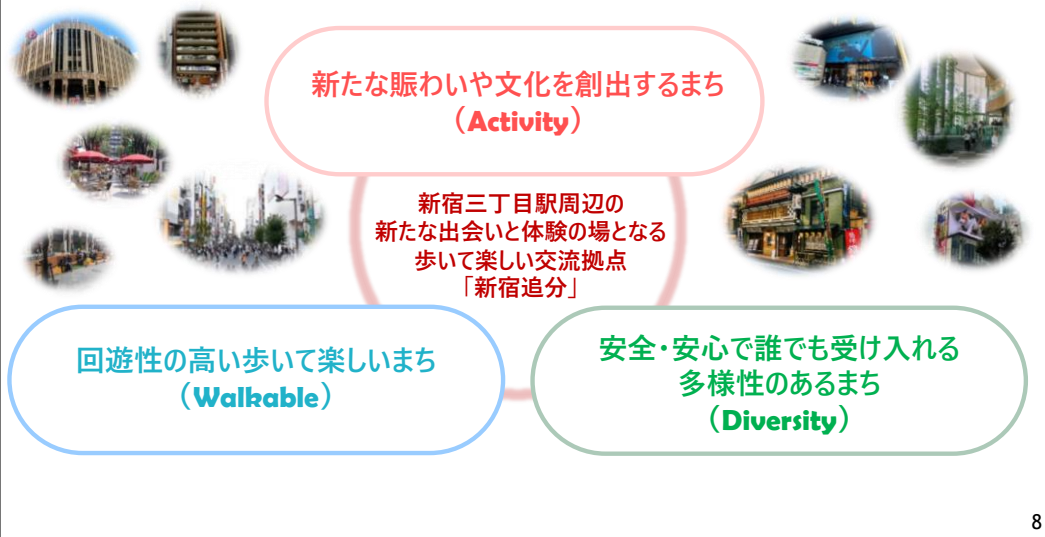 新たな賑わいや文化を創出するまち
（Activity）
新宿三丁目駅周辺の
新たな出会いと体験の場となる
歩いて楽しい交流拠点
「新宿追分」
回遊性の高い歩いて楽しいまち
（Walkable）
安全・安心で誰でも受け入れる
多様性のあるまち
（Diversity）
8